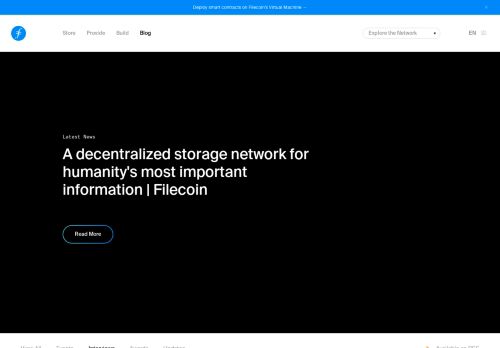 Deploy smart contracts on Filecoin's Virtual Machine
Store Provide Build Blog
Explore the Network
EN
Latest News
A decentralized storage network for
humanity's most important
information | Filecoin
Read More